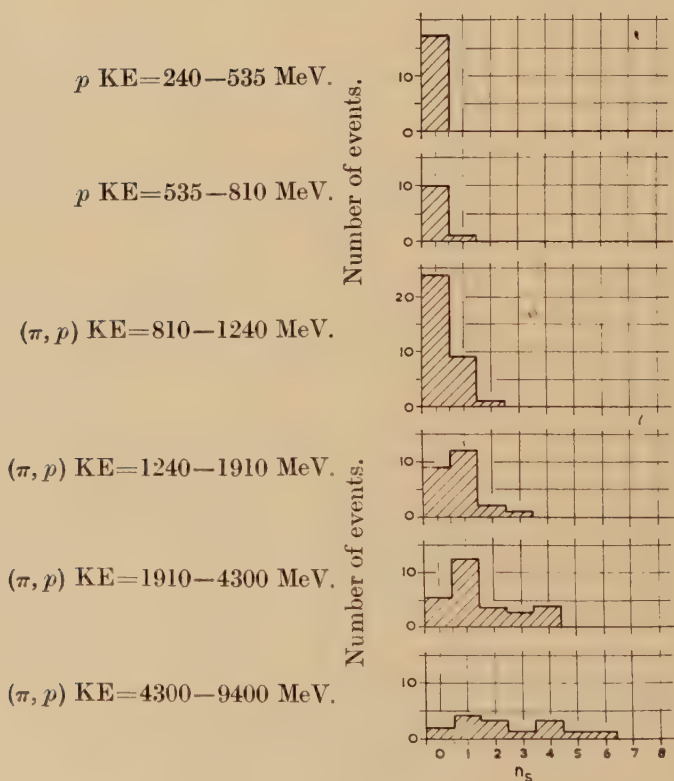 p KE=240—535 MeV.
10
0
p KE=535—810 MeV.
10
0
Number of events.
(π, p) KE=810—1240 MeV.
20
10
0
(π, p) KE=1240—1910 MeV.
10
0
(π, p) KE=1910—4300 MeV.
10
0
Number of events.
(π, p) KE=4300—9400 MeV.
10
0
0 1 2 3 4 5 6 7 8
n_s